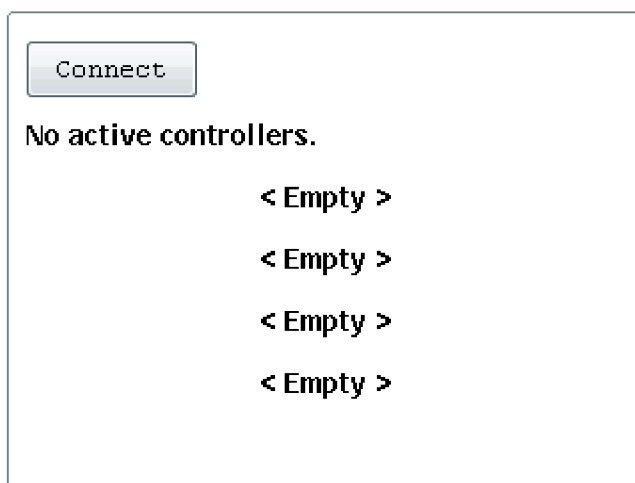 Connect
No active controllers.
< Empty >
< Empty >
< Empty >
< Empty >